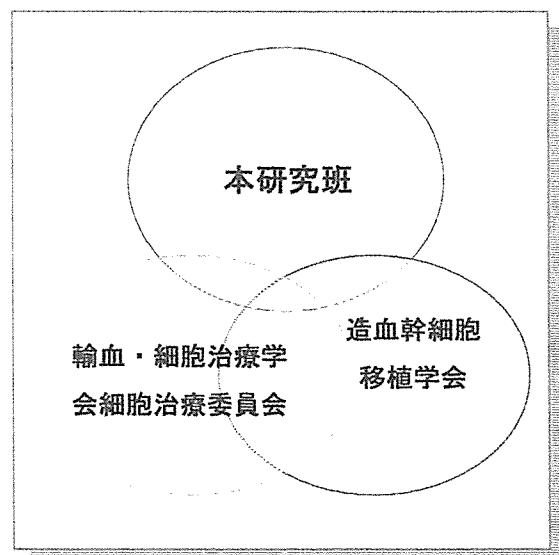 本研究班
造血幹細胞
移植学会
輸血・細胞治療学
会細胞治療委員会